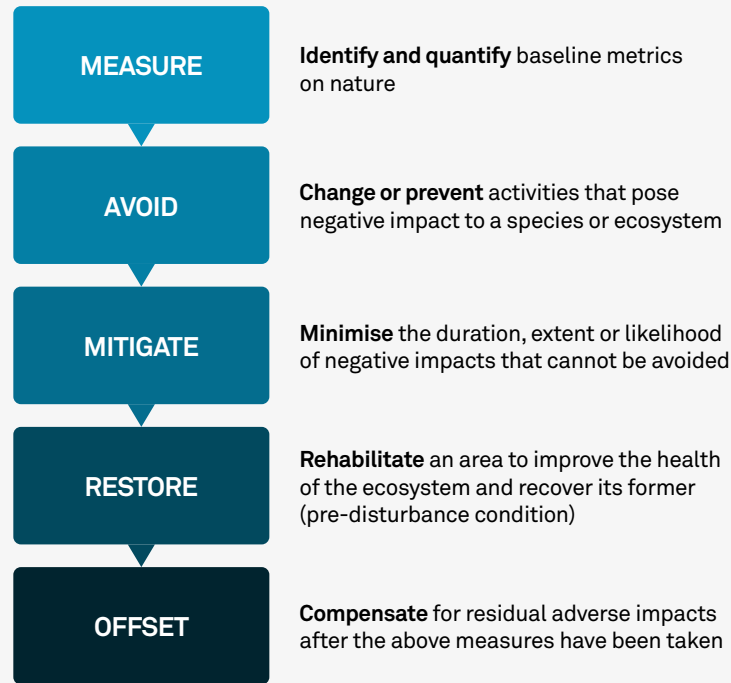 MEASURE
Identify and quantify baseline metrics
on nature
AVOID
Change or prevent activities that pose
negative impact to a species or ecosystem
MITIGATE
Minimise the duration, extent or likelihood
of negative impacts that cannot be avoided
RESTORE
Rehabilitate an area to improve the health
of the ecosystem and recover its former
(pre-disturbance condition)
OFFSET
Compensate for residual adverse impacts
after the above measures have been taken